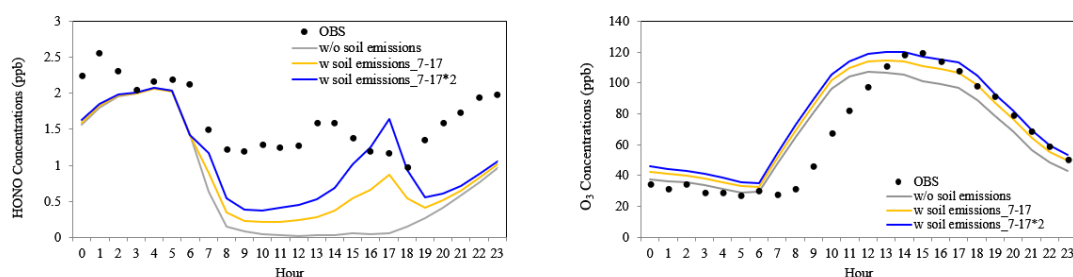 HONO Concentrations (ppb)
3
2.5
2
1.5
1
0.5
0
OBS
w/o soil emissions
w soil emissions_7-17
w soil emissions_7-17*2
0 1 2 3 4 5 6 7 8 9 10 11 12 13 14 15 16 17 18 19 20 21 22 23
Hour
O3 Concentrations (ppb)
140
120
100
80
60
40
20
0
OBS
w/o soil emissions
w soil emissions_7-17
w soil emissions_7-17*2
0 1 2 3 4 5 6 7 8 9 10 11 12 13 14 15 16 17 18 19 20 21 22 23
Hour